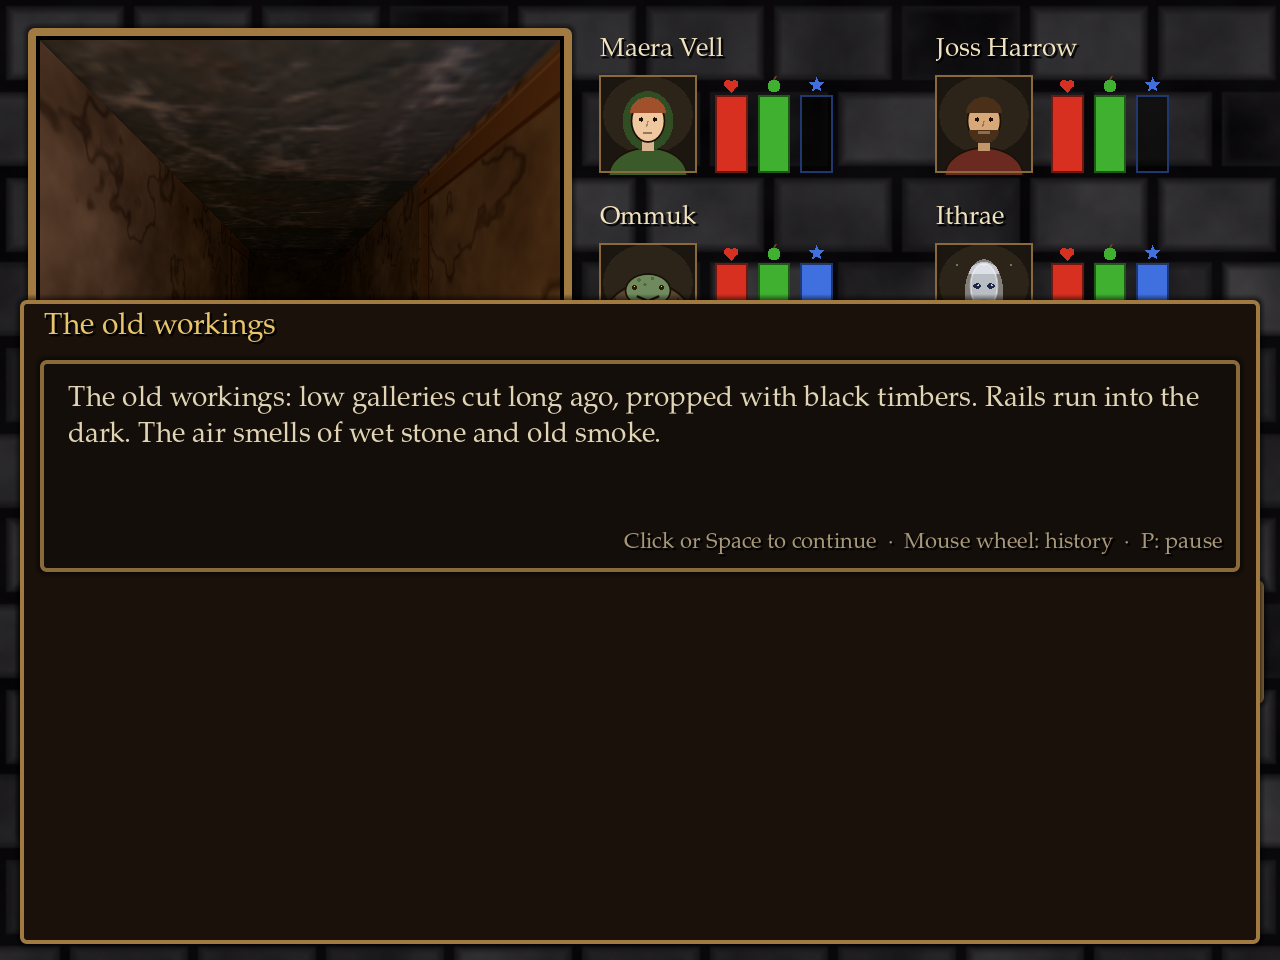 Maera Vell
Joss Harrow
Ommuk
Ithrae
The old workings
The old workings: low galleries cut long ago, propped with black timbers. Rails run into the
dark. The air smells of wet stone and old smoke.
Click or Space to continue · Mouse wheel: history · P: pause